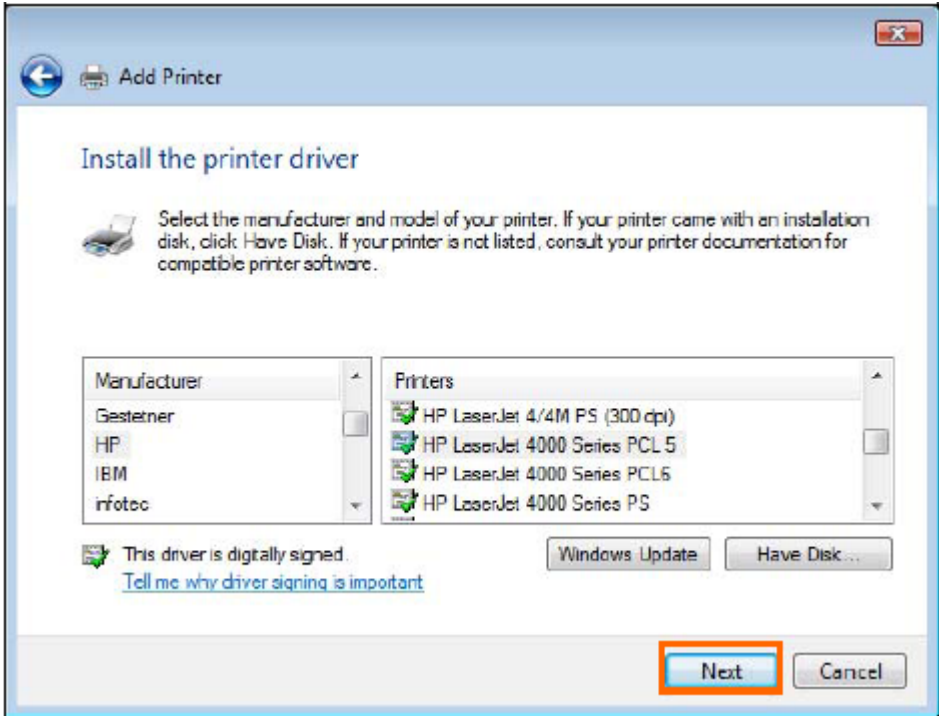 Add Printer
Install the printer driver
Select the manufacturer and model of your printer. If your printer came with an installation
disk, click Have Disk. If your printer is not listed, consult your printer documentation for
compatible printer software.
Manufacturer
Gestetner
HP
IBM
infotec
Printers
HP LaserJet 4/4M PS (300 dpi)
HP LaserJet 4000 Series PCL 5
HP LaserJet 4000 Series PCL6
HP LaserJet 4000 Series PS
This driver is digitally signed.
Tell me why driver signing is important
Windows Update
Have Disk...
Next
Cancel